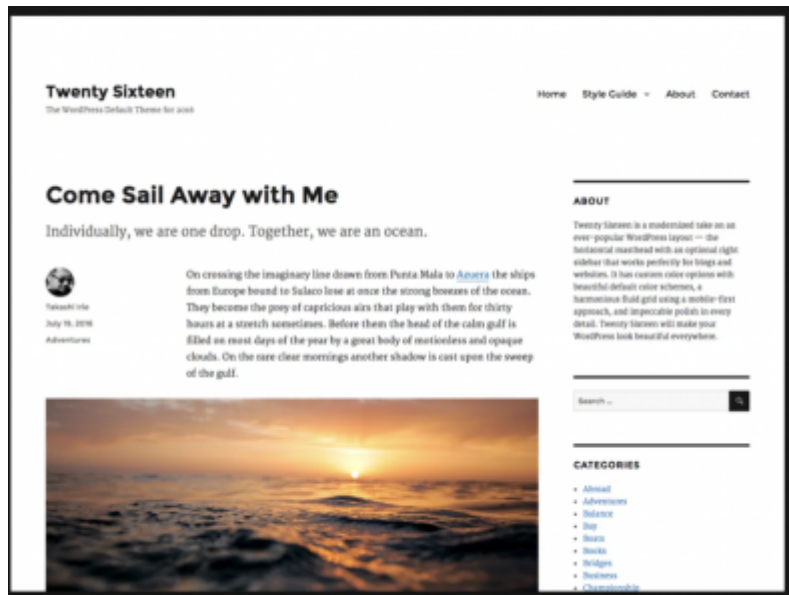 Twenty Sixteen
The WordPress Default Theme for 2016
Home Style Guide About Contact
Come Sail Away with Me
Individually, we are one drop. Together, we are an ocean.
Takashi Irie
July 15, 2016
Adventures
On crossing the imaginary line drawn from Punta Mala to Azuera the ships
from Europe bound to Sulaco lose at once the strong breezes of the ocean.
They become the prey of capricious airs that play with them for thirty
hours at a stretch sometimes. Before them the head of the calm gulf is
filled on most days of the year by a great body of motionless and opaque
clouds. On the rare clear mornings another shadow is cast upon the sweep
of the gulf.
ABOUT
Twenty Sixteen is a modernized take on an
ever-popular WordPress layout — the
horizontal masthead with an optional right
sidebar that works perfectly for blogs and
websites. It has custom color options with
beautiful default color schemes, a
harmonious fluid grid using a mobile-first
approach, and impeccable polish in every
detail. Twenty Sixteen will make your
WordPress look beautiful everywhere.
Search …
CATEGORIES
Abroad
Adventures
Balance
Bay
Boats
Books
Bridges
Business
Championship